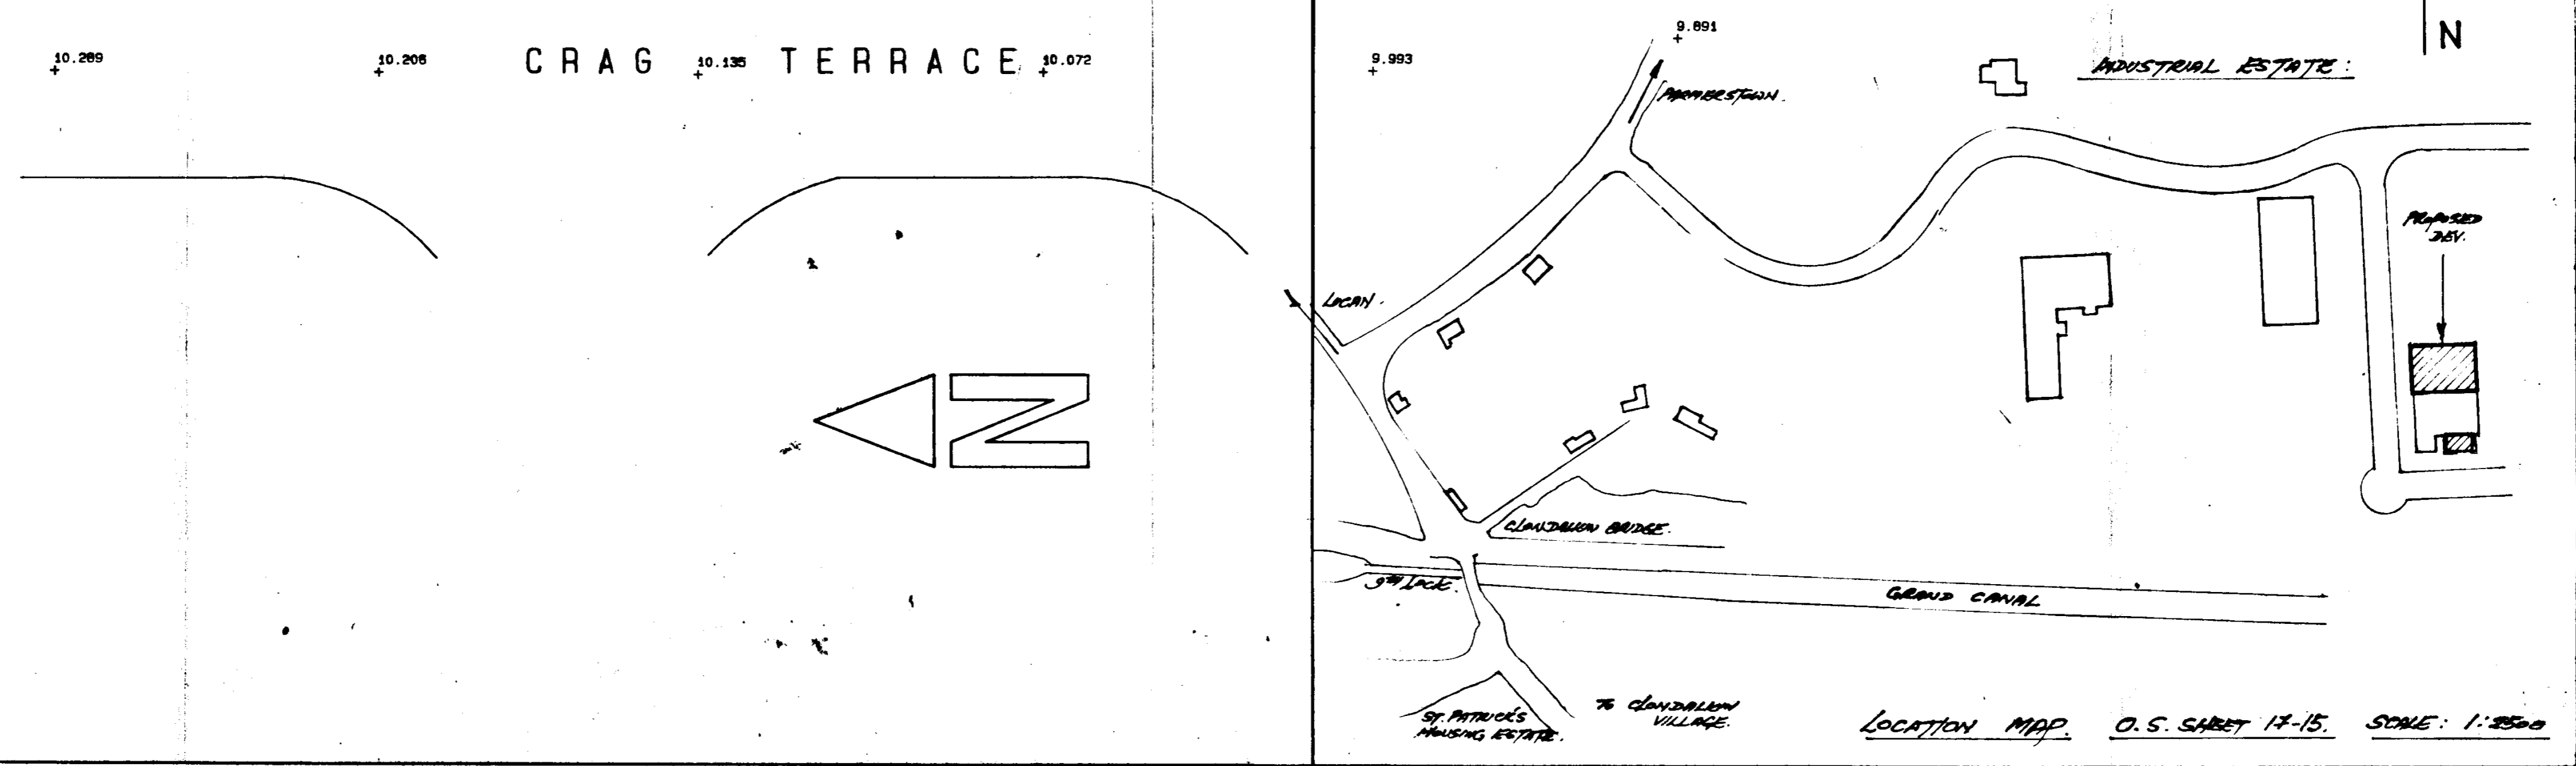 10.289
10.206
CRAG TERRACE
10.135
10.072
N
9.993
9.891
N
INDUSTRIAL ESTATE:
PALMERSTOWN.
PROPOSED
DEV.
LUCAN.
CLONDALKIN BRIDGE.
9TH LOCK.
GRAND CANAL
ST. PATRICK'S
HOUSING ESTATE.
TO CLONDALKIN
VILLAGE.
LOCATION MAP. O.S. SHEET 17-15. SCALE: 1:2500